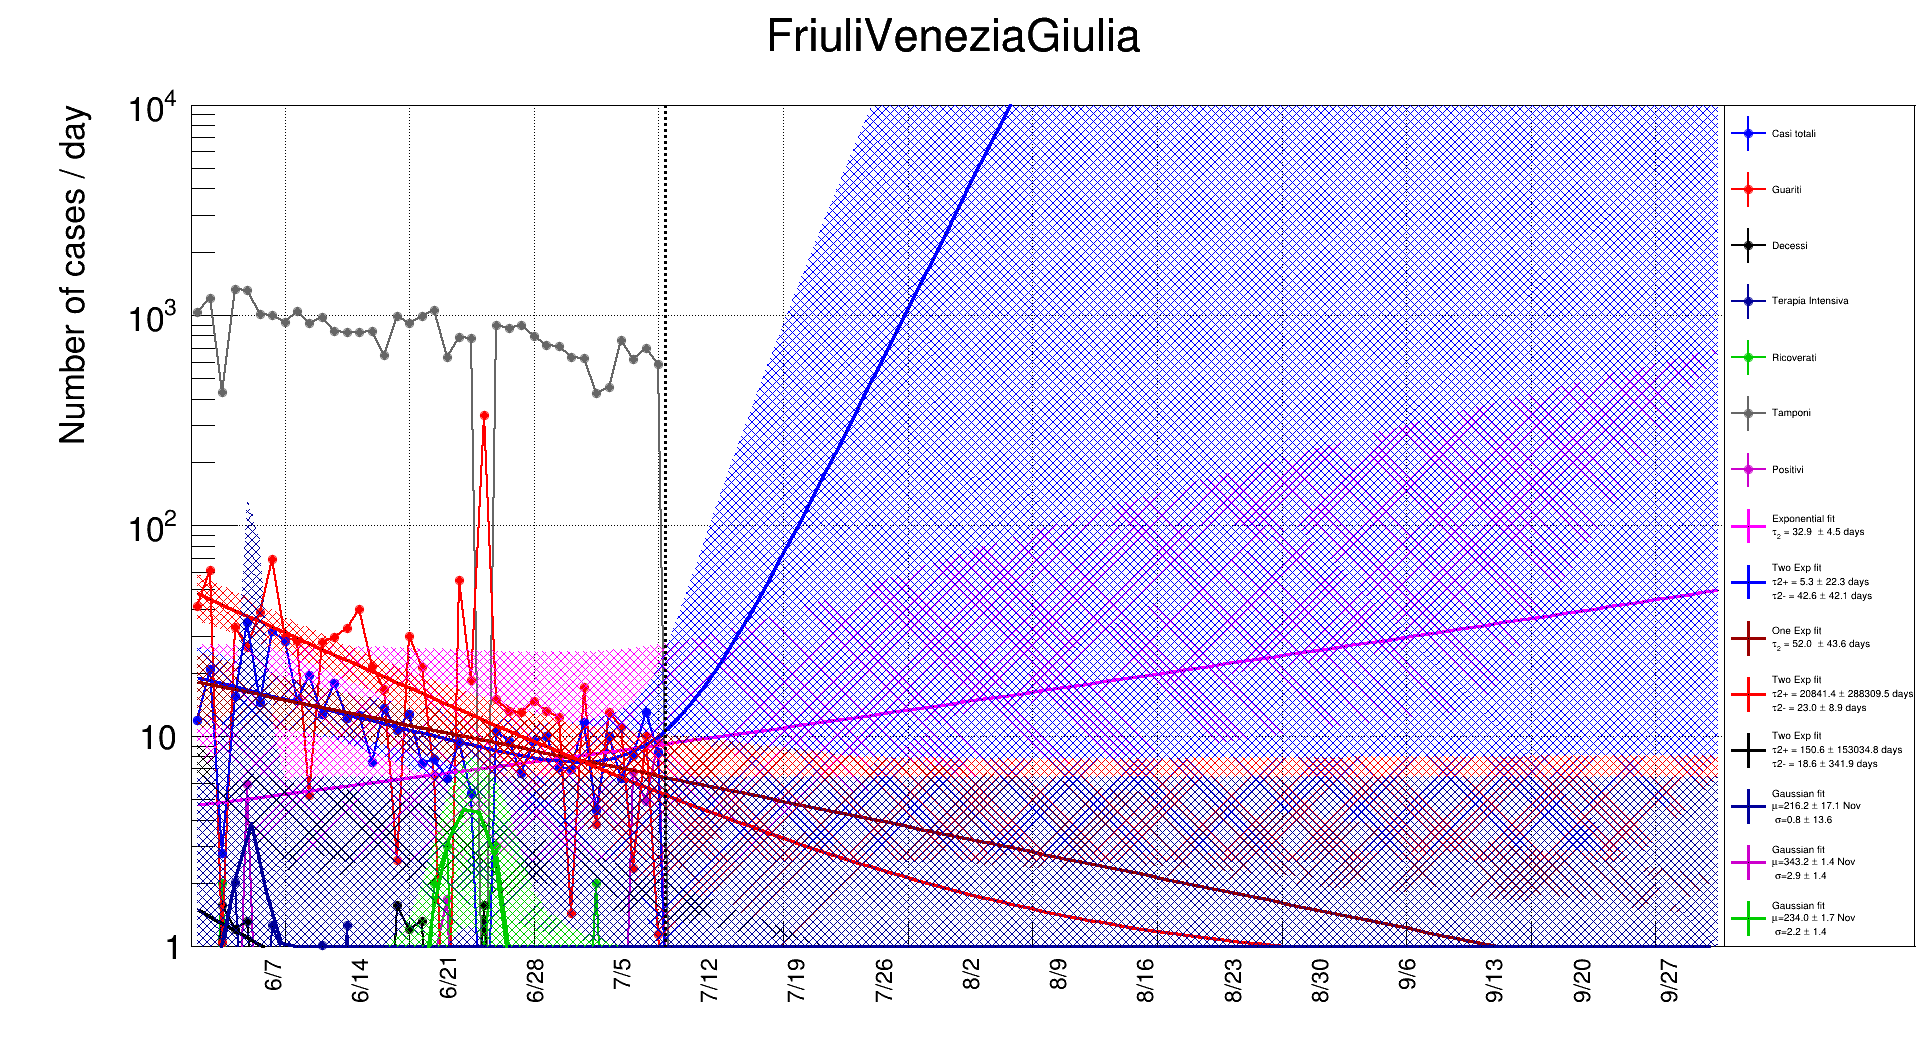 FriuliVeneziaGiulia
Number of cases / day
10^4
10^3
10^2
10
1
6/7
6/14
6/21
6/28
7/5
7/12
7/19
7/26
8/2
8/9
8/16
8/23
8/30
9/6
9/13
9/20
9/27
Casi totali
Guariti
Decessi
Terapia Intensiva
Ricoverati
Tamponi
Positivi
Exponential fit
τ2 = 32.9 ± 4.5 days
Two Exp fit
τ2+ = 5.3 ± 22.3 days
τ2- = 42.6 ± 42.1 days
One Exp fit
τ2 = 52.0 ± 43.6 days
Two Exp fit
τ2+ = 20841.4 ± 288309.5 days
τ2- = 23.0 ± 8.9 days
Two Exp fit
τ2+ = 150.6 ± 153034.8 days
τ2- = 18.6 ± 341.9 days
Gaussian fit
μ=216.2 ± 17.1 Nov
σ=0.8 ± 13.6
Gaussian fit
μ=343.2 ± 1.4 Nov
σ=2.9 ± 1.4
Gaussian fit
μ=234.0 ± 1.7 Nov
σ=2.2 ± 1.4